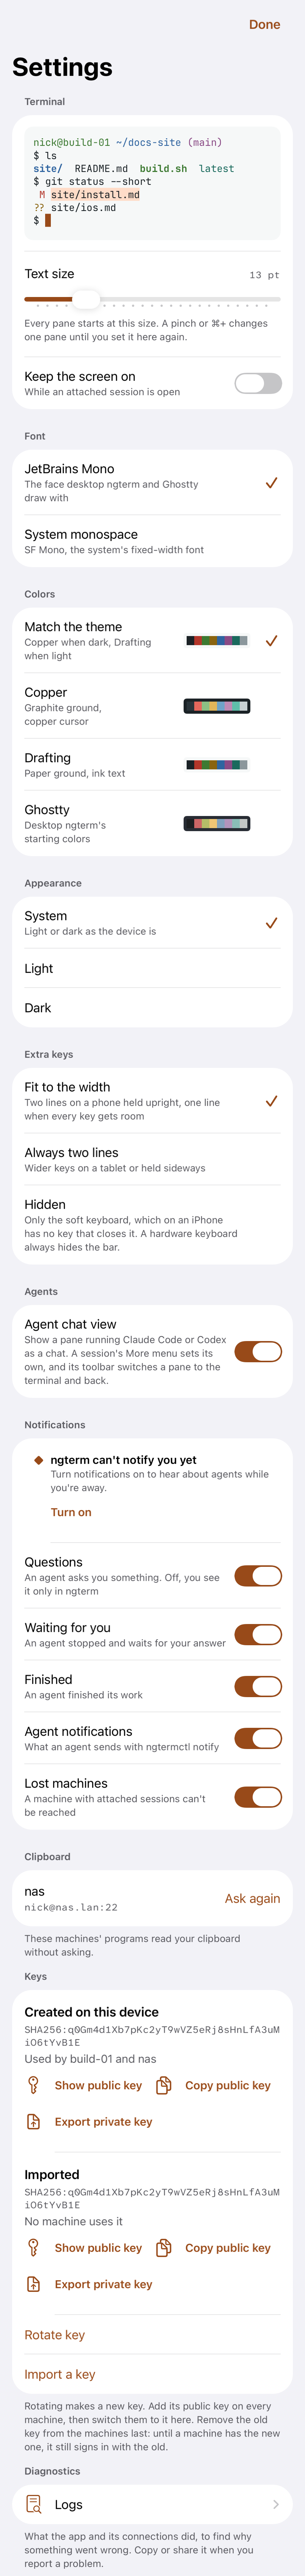 Done
Settings
Terminal
nick@build-01 ~/docs-site (main)
$ ls
site/ README.md build.sh latest
$ git status --short
M site/install.md
?? site/ios.md
$
Text size 13 pt
Every pane starts at this size. A pinch or ⌘+ changes
one pane until you set it here again.
Keep the screen on
While an attached session is open
Font
JetBrains Mono
The face desktop ngterm and Ghostty
draw with
System monospace
SF Mono, the system's fixed-width font
Colors
Match the theme
Copper when dark, Drafting
when light
Copper
Graphite ground,
copper cursor
Drafting
Paper ground, ink text
Ghostty
Desktop ngterm's
starting colors
Appearance
System
Light or dark as the device is
Light
Dark
Extra keys
Fit to the width
Two lines on a phone held upright, one line
when every key gets room
Always two lines
Wider keys on a tablet or held sideways
Hidden
Only the soft keyboard, which on an iPhone
has no key that closes it. A hardware keyboard
always hides the bar.
Agents
Agent chat view
Show a pane running Claude Code or Codex
as a chat. A session's More menu sets its
own, and its toolbar switches a pane to the
terminal and back.
Notifications
ngterm can't notify you yet
Turn notifications on to hear about agents while
you're away.
Turn on
Questions
An agent asks you something. Off, you see
it only in ngterm
Waiting for you
An agent stopped and waits for your answer
Finished
An agent finished its work
Agent notifications
What an agent sends with ngtermctl notify
Lost machines
A machine with attached sessions can't
be reached
Clipboard
nas
nick@nas.lan:22
Ask again
These machines' programs read your clipboard
without asking.
Keys
Created on this device
SHA256:q0Gm4d1Xb7pKc2yT9wVZ5eRj8sHnLfA3uM
iO6tYvB1E
Used by build-01 and nas
Show public key Copy public key
Export private key
Imported
SHA256:q0Gm4d1Xb7pKc2yT9wVZ5eRj8sHnLfA3uM
iO6tYvB1E
No machine uses it
Show public key Copy public key
Export private key
Rotate key
Import a key
Rotating makes a new key. Add its public key on every
machine, then switch them to it here. Remove the old
key from the machines last: until a machine has the new
one, it still signs in with the old.
Diagnostics
Logs
What the app and its connections did, to find why
something went wrong. Copy or share it when you
report a problem.